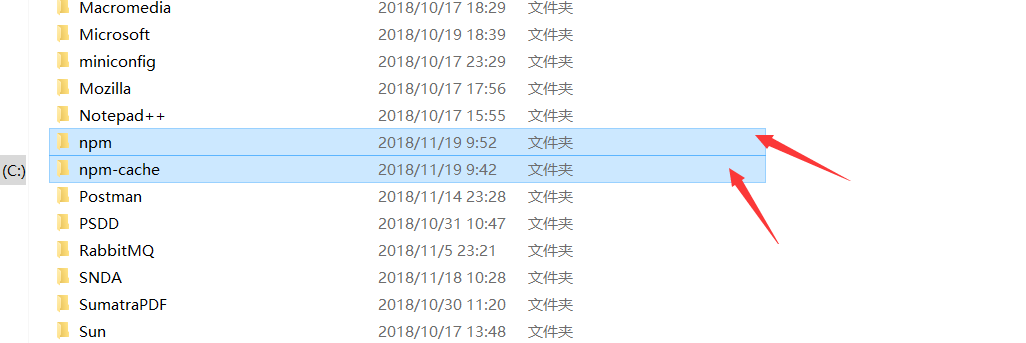 Macromedia 2018/10/17 18:29 文件夹
Microsoft 2018/10/19 18:39 文件夹
miniconfig 2018/10/17 23:29 文件夹
Mozilla 2018/10/17 17:56 文件夹
Notepad++ 2018/10/17 15:55 文件夹
npm 2018/11/19 9:52 文件夹
(C:) npm-cache 2018/11/19 9:42 文件夹
Postman 2018/11/14 23:28 文件夹
PSDD 2018/10/31 10:47 文件夹
RabbitMQ 2018/11/5 23:21 文件夹
SNDA 2018/11/18 10:28 文件夹
SumatraPDF 2018/10/30 11:20 文件夹
Sun 2018/10/17 13:48 文件夹